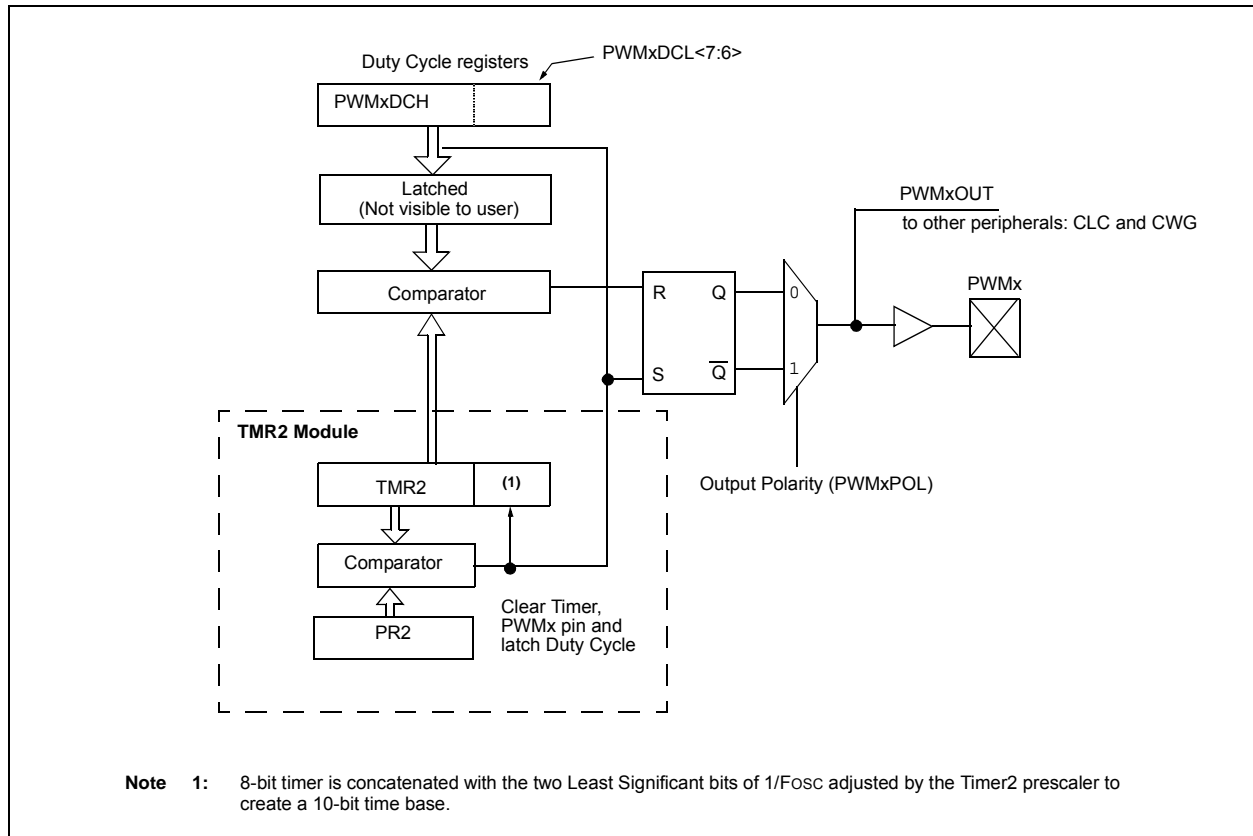 Duty Cycle registers
PWMxDCL<7:6>
PWMxDCH
Latched
(Not visible to user)
Comparator
R
Q
S
Q̅
0
1
PWMxOUT
to other peripherals: CLC and CWG
PWMx
Output Polarity (PWMxPOL)
TMR2 Module
TMR2
(1)
Comparator
PR2
Clear Timer,
PWMx pin and
latch Duty Cycle
Note 1: 8-bit timer is concatenated with the two Least Significant bits of 1/FOSC adjusted by the Timer2 prescaler to
create a 10-bit time base.